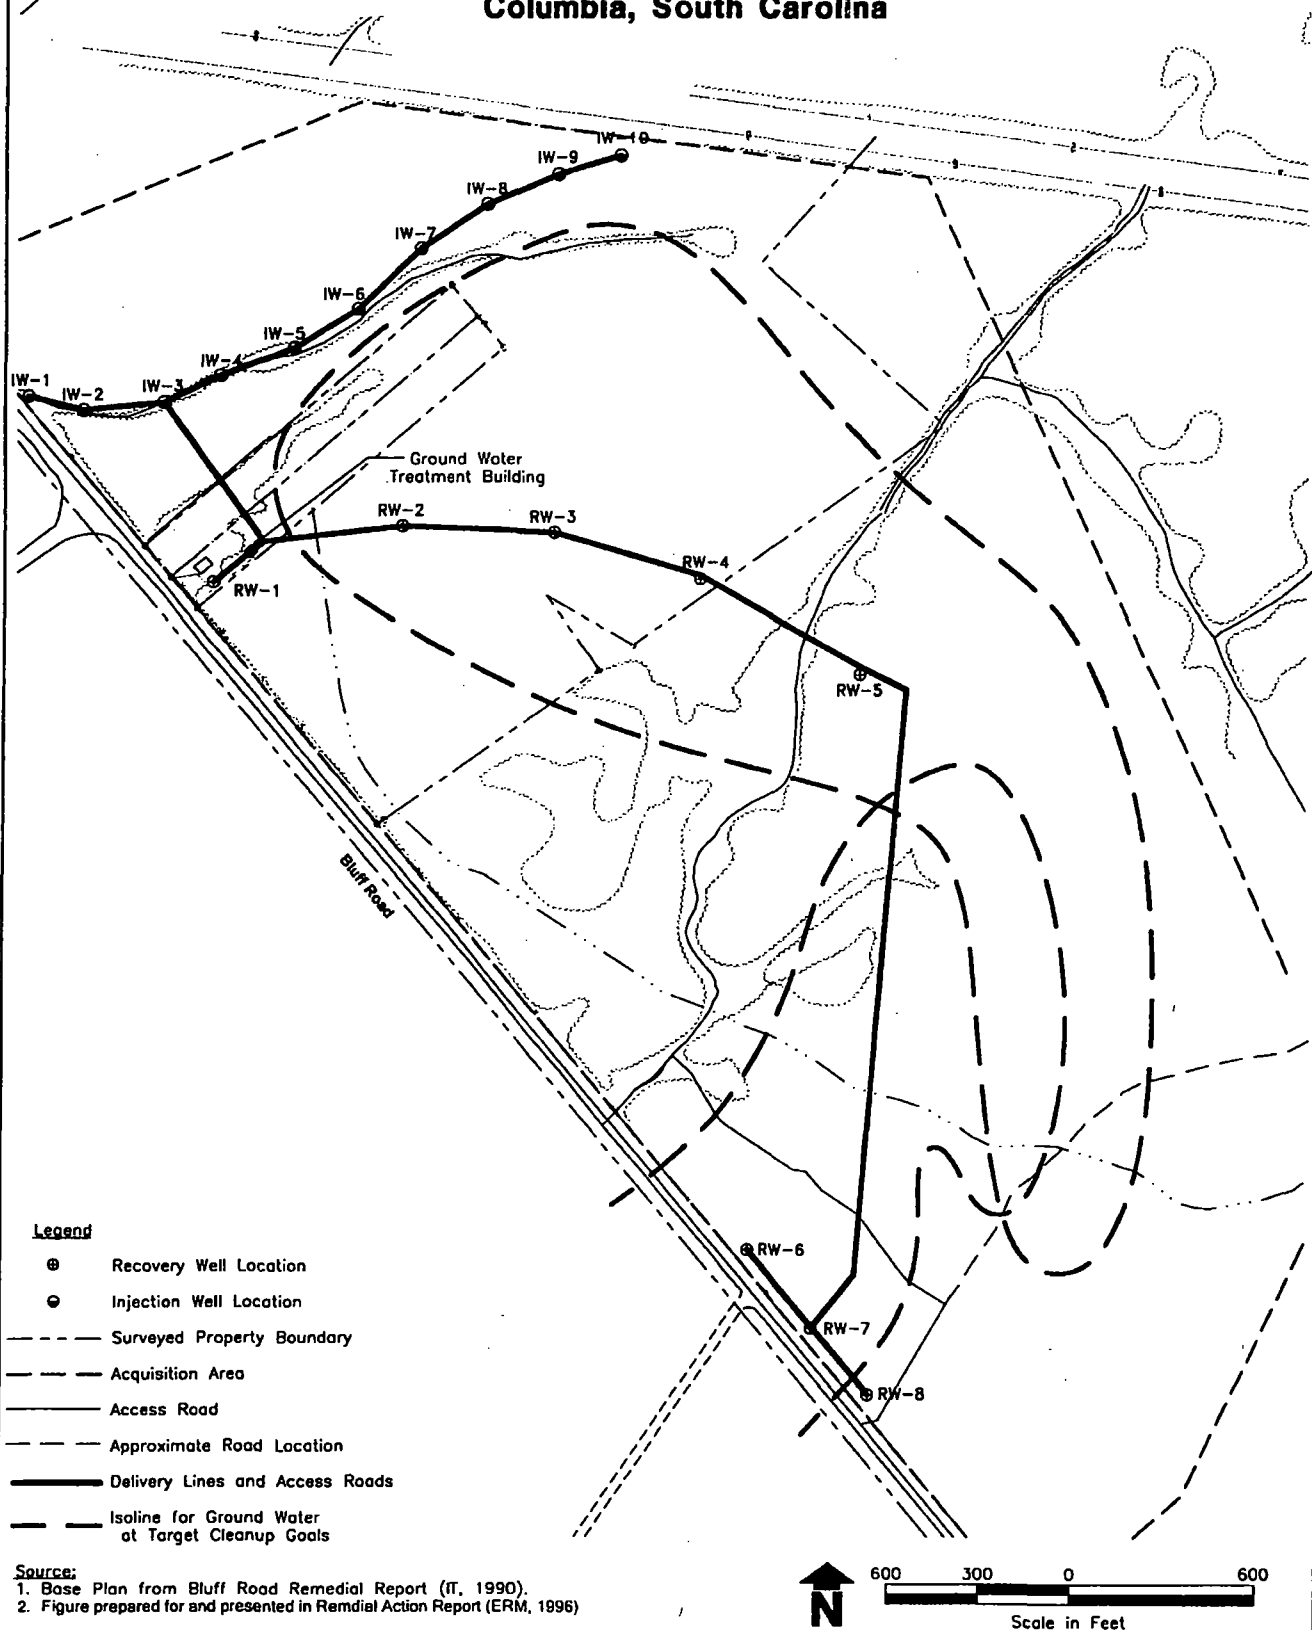 Columbia, South Carolina
IW-10
IW-9
IW-8
IW-7
IW-6
IW-5
IW-4
IW-3
IW-2
IW-1
Ground Water
Treatment Building
RW-1
RW-2
RW-3
RW-4
RW-5
Bluff Road
RW-6
RW-7
RW-8
Legend
Recovery Well Location
Injection Well Location
Surveyed Property Boundary
Acquisition Area
Access Road
Approximate Road Location
Delivery Lines and Access Roads
Isoline for Ground Water
at Target Cleanup Goals
Source:
1. Base Plan from Bluff Road Remedial Report (IT, 1990).
2. Figure prepared for and presented in Remdial Action Report (ERM, 1996)
N
600 300 0 600
Scale in Feet